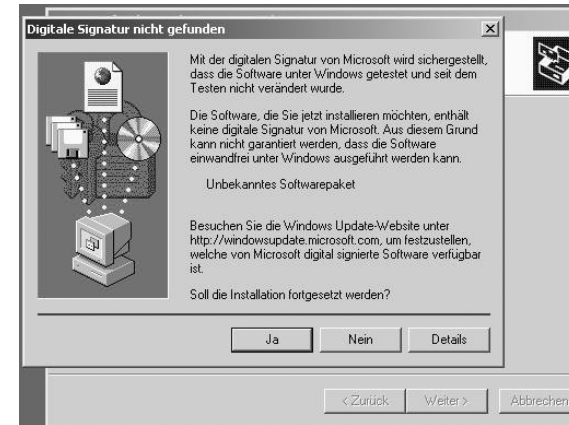 Digitale Signatur nicht gefunden
Mit der digitalen Signatur von Microsoft wird sichergestellt,
dass die Software unter Windows getestet und seit dem
Testen nicht verändert wurde.
Die Software, die Sie jetzt installieren möchten, enthält
keine digitale Signatur von Microsoft. Aus diesem Grund
kann nicht garantiert werden, dass die Software
einwandfrei unter Windows ausgeführt werden kann.
Unbekanntes Softwarepaket
Besuchen Sie die Windows Update-Website unter
http://windowsupdate.microsoft.com, um festzustellen,
welche von Microsoft digital signierte Software verfügbar
ist.
Soll die Installation fortgesetzt werden?
Ja Nein Details
< Zurück Weiter > Abbrechen